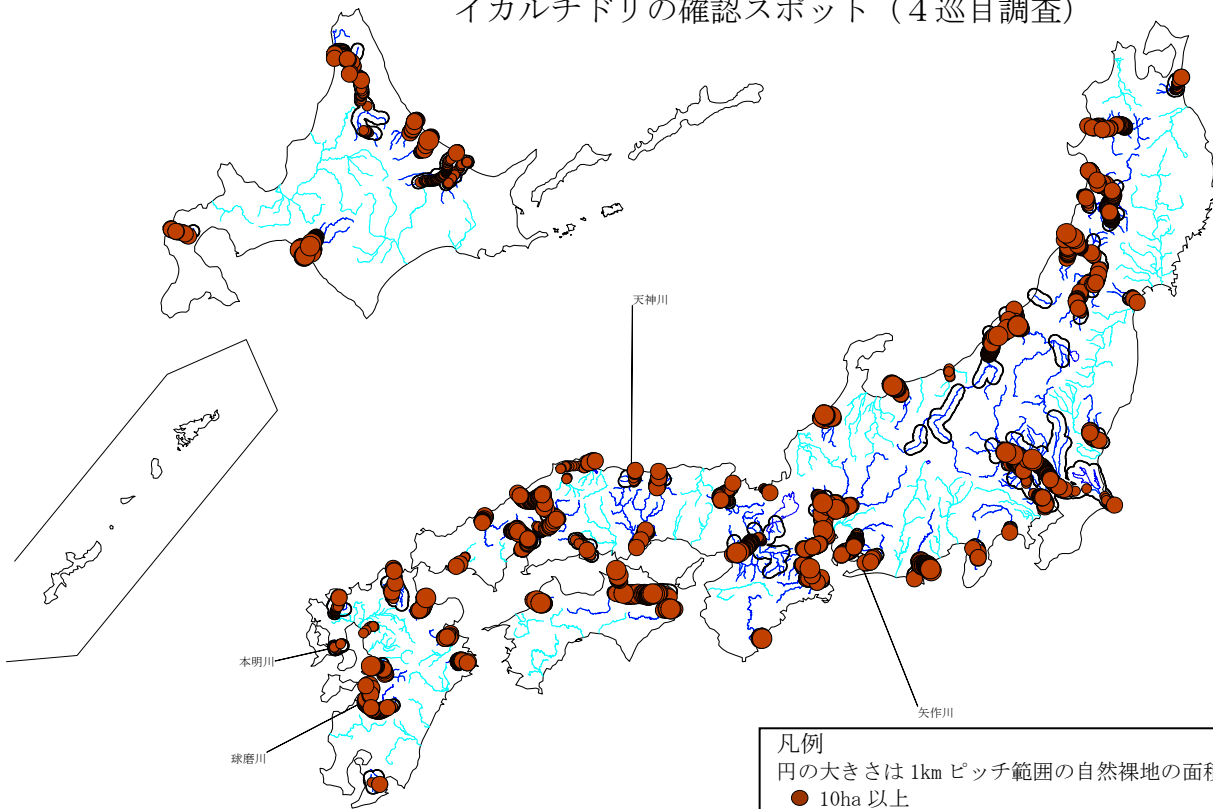 イカルチドリの確認スポット（４巡目調査）
天神川
本明川
矢作川
球磨川
凡例
円の大きさは 1km ピッチ範囲の自然裸地の面積
10ha 以上